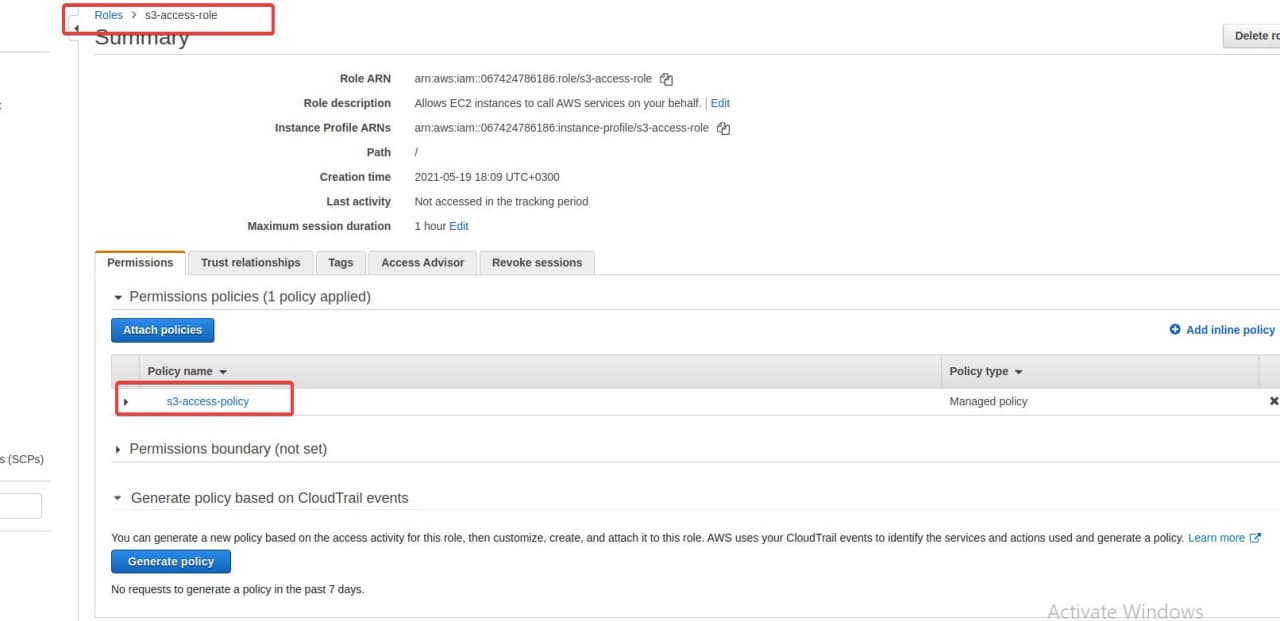 Roles > s3-access-role
Summary
Delete ro
Role ARN arn:aws:iam::067424786186:role/s3-access-role
Role description Allows EC2 instances to call AWS services on your behalf. | Edit
Instance Profile ARNs arn:aws:iam::067424786186:instance-profile/s3-access-role
Path /
Creation time 2021-05-19 18:09 UTC+0300
Last activity Not accessed in the tracking period
Maximum session duration 1 hour Edit
Permissions Trust relationships Tags Access Advisor Revoke sessions
Permissions policies (1 policy applied)
Attach policies Add inline policy
Policy name Policy type
s3-access-policy Managed policy
Permissions boundary (not set)
s (SCPs)
Generate policy based on CloudTrail events
You can generate a new policy based on the access activity for this role, then customize, create, and attach it to this role. AWS uses your CloudTrail events to identify the services and actions used and generate a policy. Learn more
Generate policy
No requests to generate a policy in the past 7 days.
Activate Windows